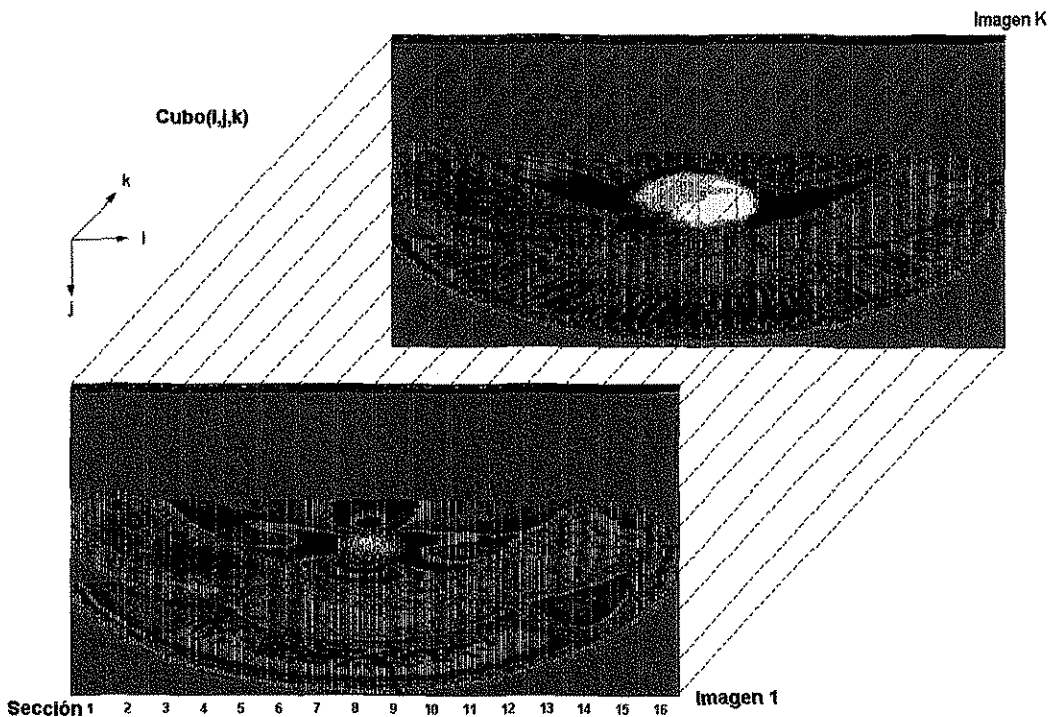 Imagen K
Cubo(i,j,k)
k
i
j
Sección 1 2 3 4 5 6 7 8 9 10 11 12 13 14 15 16
Imagen 1